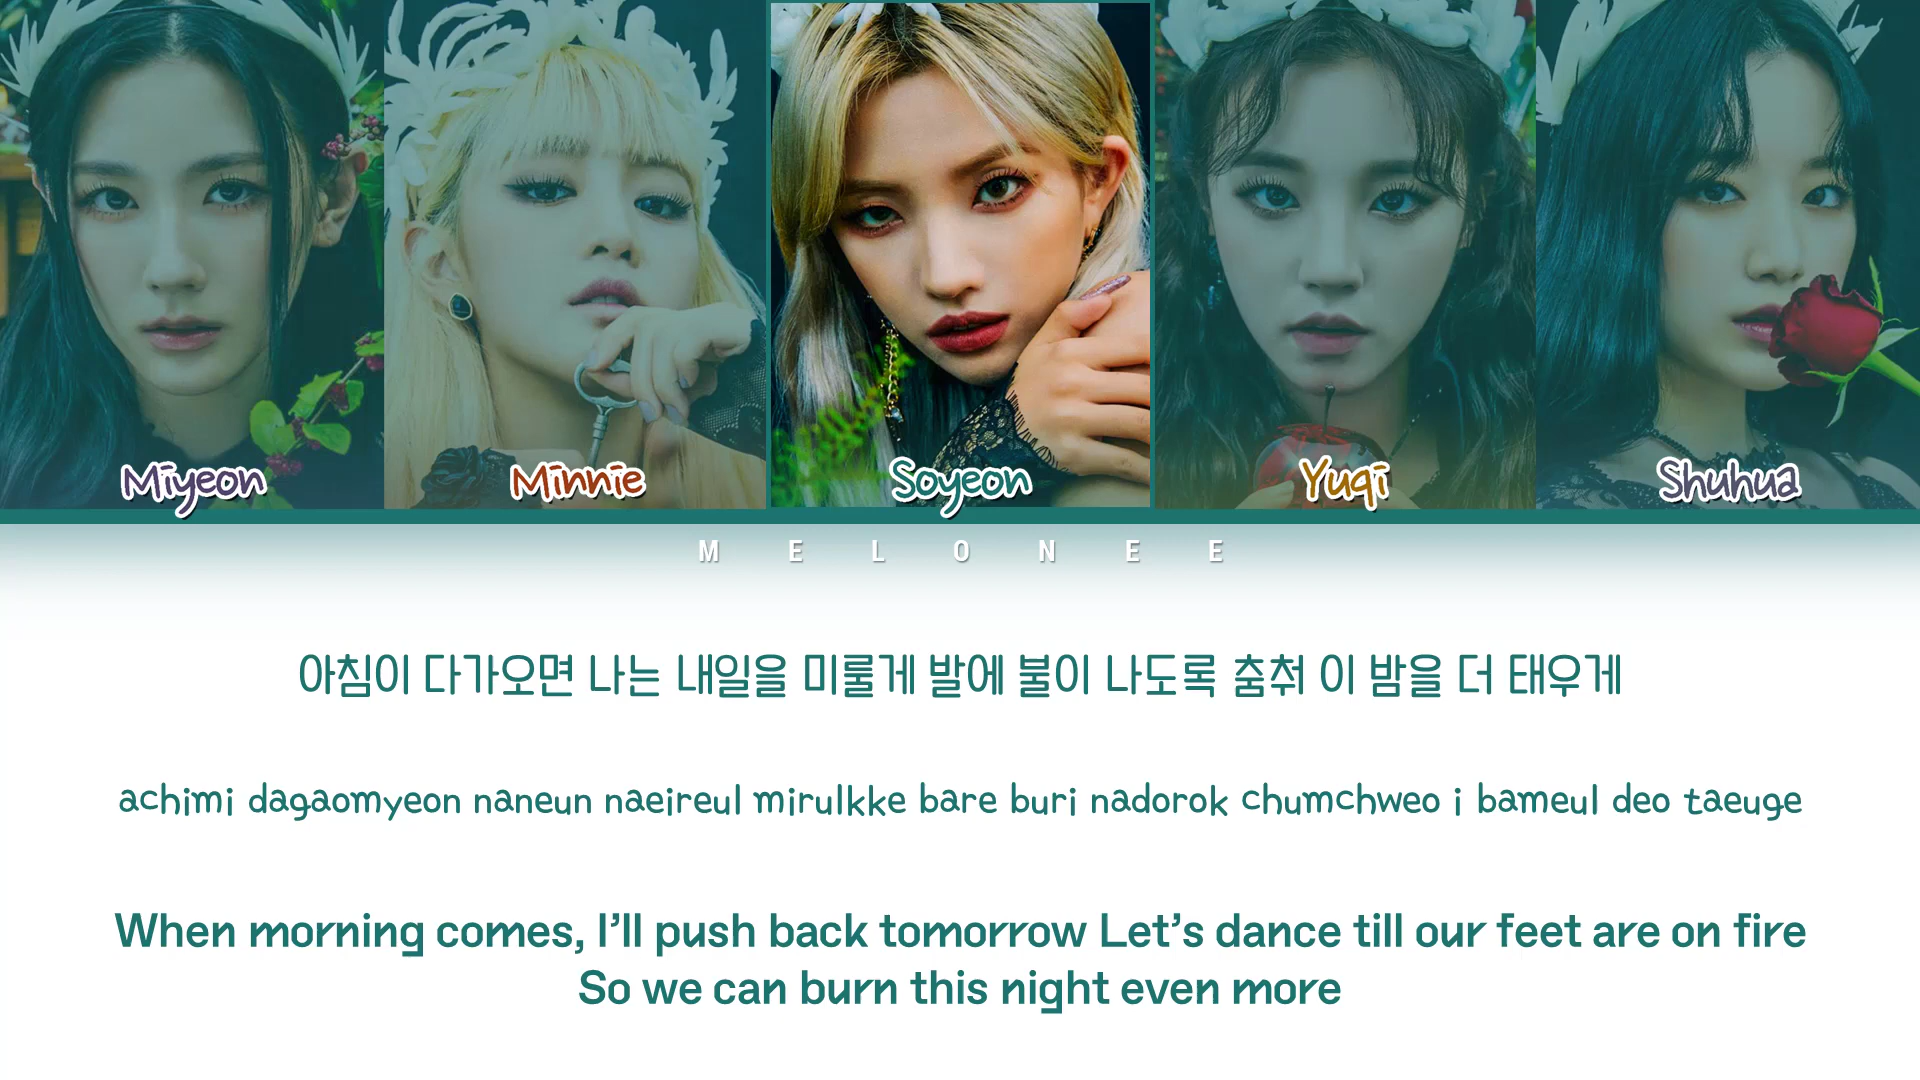 Miyeon
Minnie
Soyeon
Yuqi
Shuhua
MELONEE
아침이 다가오면 나는 내일을 미룰게 발에 불이 나도록 춤춰 이 밤을 더 태우게
achimi dagaomyeon naneun naeireul mirulkke bare buri nadorok chumchweo i bameul deo taeuge
When morning comes, I’ll push back tomorrow Let’s dance till our feet are on fire
So we can burn this night even more